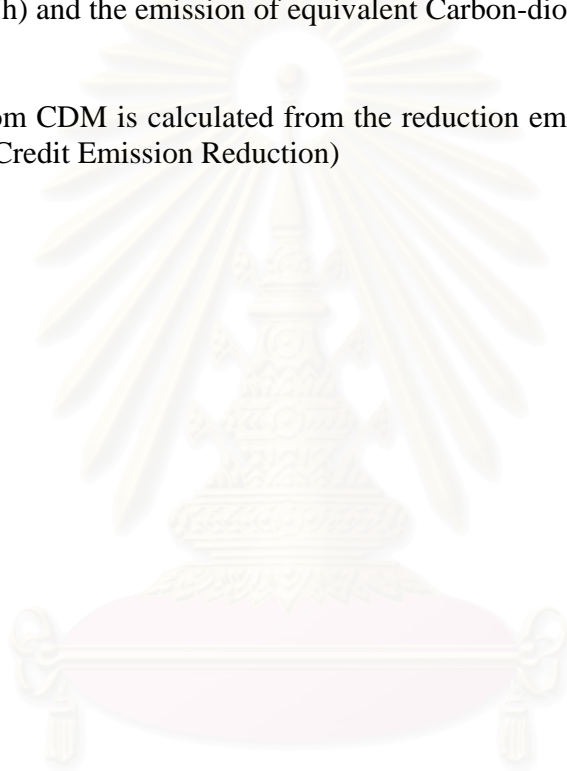 h) and the emission of equivalent Carbon-dio
om CDM is calculated from the reduction em
Credit Emission Reduction)